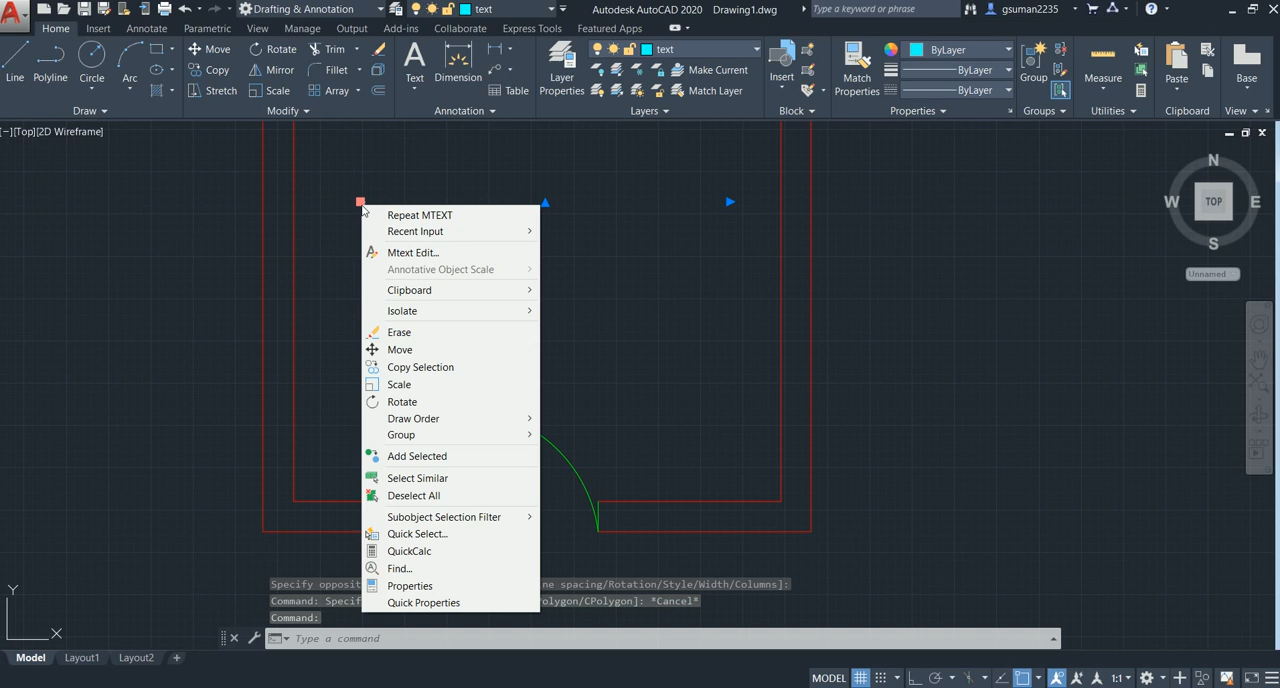 Drafting & Annotation
text
Autodesk AutoCAD 2020 Drawing1.dwg
Type a keyword or phrase
gsuman2235
Home Insert Annotate Parametric View Manage Output Add-ins Collaborate Express Tools Featured Apps
Line Polyline Circle Arc
Move Rotate Trim
Copy Mirror Fillet
Stretch Scale Array
Text Dimension Table
Layer Properties
text
Make Current
Match Layer
Insert
Match Properties
ByLayer
ByLayer
ByLayer
Group
Measure
Paste
Base
Draw Modify Annotation Layers Block Properties Groups Utilities Clipboard View
[−][Top][2D Wireframe]
N
W TOP E
S
Unnamed
Repeat MTEXT
Recent Input
Mtext Edit...
Annotative Object Scale
Clipboard
Isolate
Erase
Move
Copy Selection
Scale
Rotate
Draw Order
Group
Add Selected
Select Similar
Deselect All
Subobject Selection Filter
Quick Select...
QuickCalc
Find...
Properties
Quick Properties
Specify opposit ne spacing/Rotation/Style/Width/Columns]:
Command: Specif olygon/CPolygon]: *Cancel*
Command:
Type a command
Y
X
Model Layout1 Layout2 +
MODEL 1:1